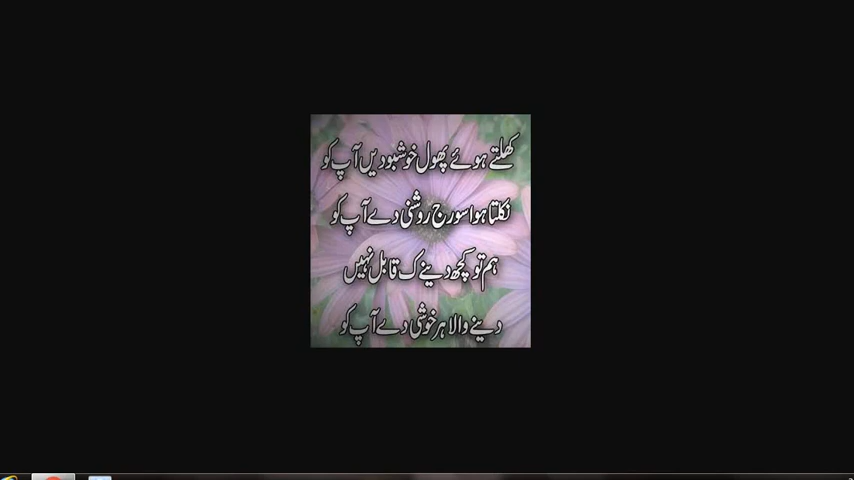 کھلتے ہوئے پھول خوشبو دیں آپ کو
نکلتا ہوا سورج روشنی دے آپ کو
ہم تو کچھ دینے ک قابل نہیں
دینے والا ہر خوشی دے آپ کو